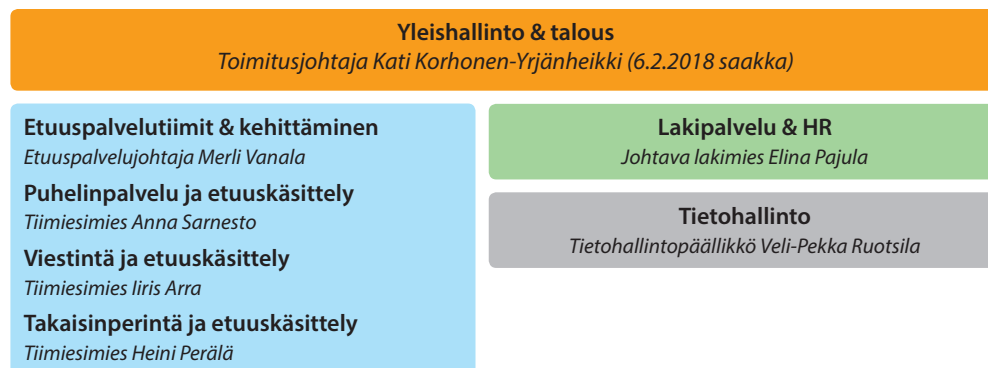 Yleishallinto & talous
Toimitusjohtaja Kati Korhonen-Yrjänheikki (6.2.2018 saakka)
Etuuspalvelutiimit & kehittäminen
Etuuspalvelujohtaja Merli Vanala
Puhelinpalvelu ja etuuskäsittely
Tiimiesimies Anna Sarnesto
Viestintä ja etuuskäsittely
Tiimiesimies Iiris Arra
Takaisinperintä ja etuuskäsittely
Tiimiesimies Heini Perälä
Lakipalvelu & HR
Johtava lakimies Elina Pajula
Tietohallinto
Tietohallintopäällikkö Veli-Pekka Ruotsila